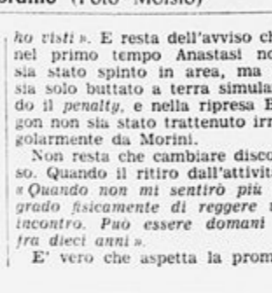 (Foto Moisio)
ho visti ». E resta dell'avviso ch
nel primo tempo Anastasi no
sia stato spinto in area, ma
sia solo buttato a terra simula
do il penalty, e nella ripresa B
gon non sia stato trattenuto irr
golarmente da Morini.
Non resta che cambiare disco
so. Quando il ritiro dall'attivit
« Quando non mi sentirò più
grado fisicamente di reggere u
incontro. Può essere domani
fra dieci anni ».
E' vero che aspetta la prom